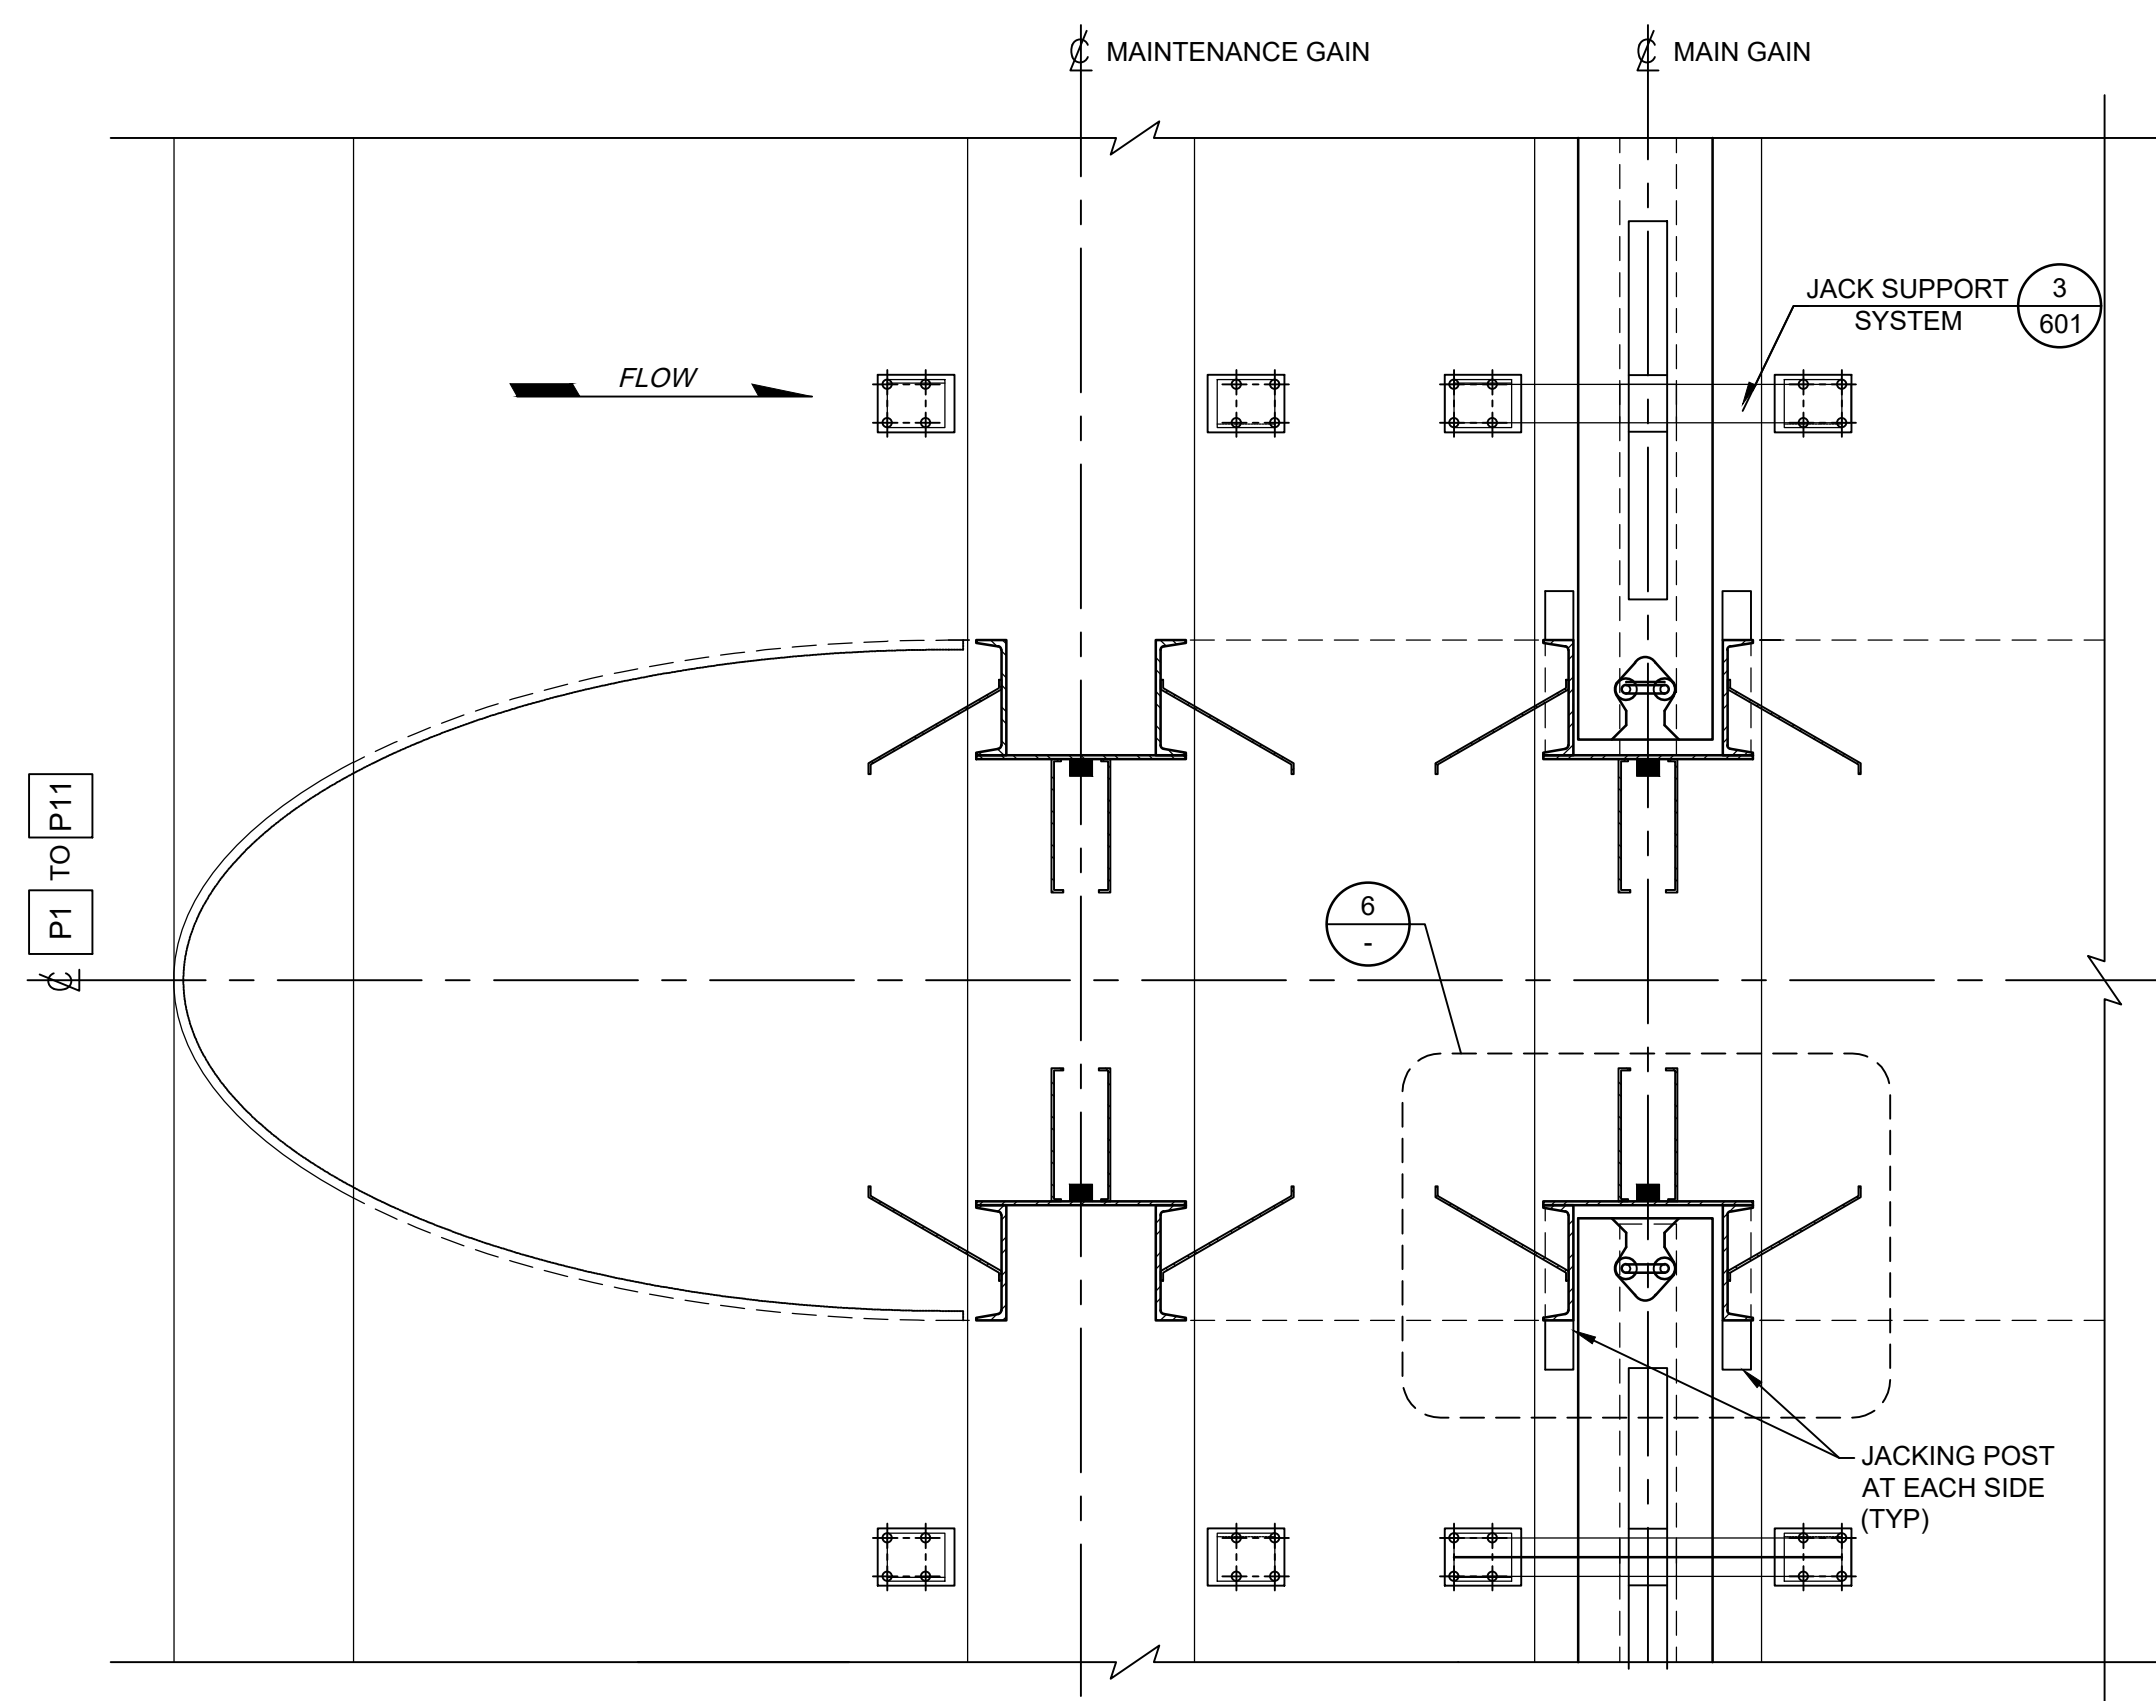 ℄ MAINTENANCE GAIN
℄ MAIN GAIN
JACK SUPPORT
SYSTEM
3
601
FLOW
℄ P1 TO P11
6
-
JACKING POST
AT EACH SIDE
(TYP)